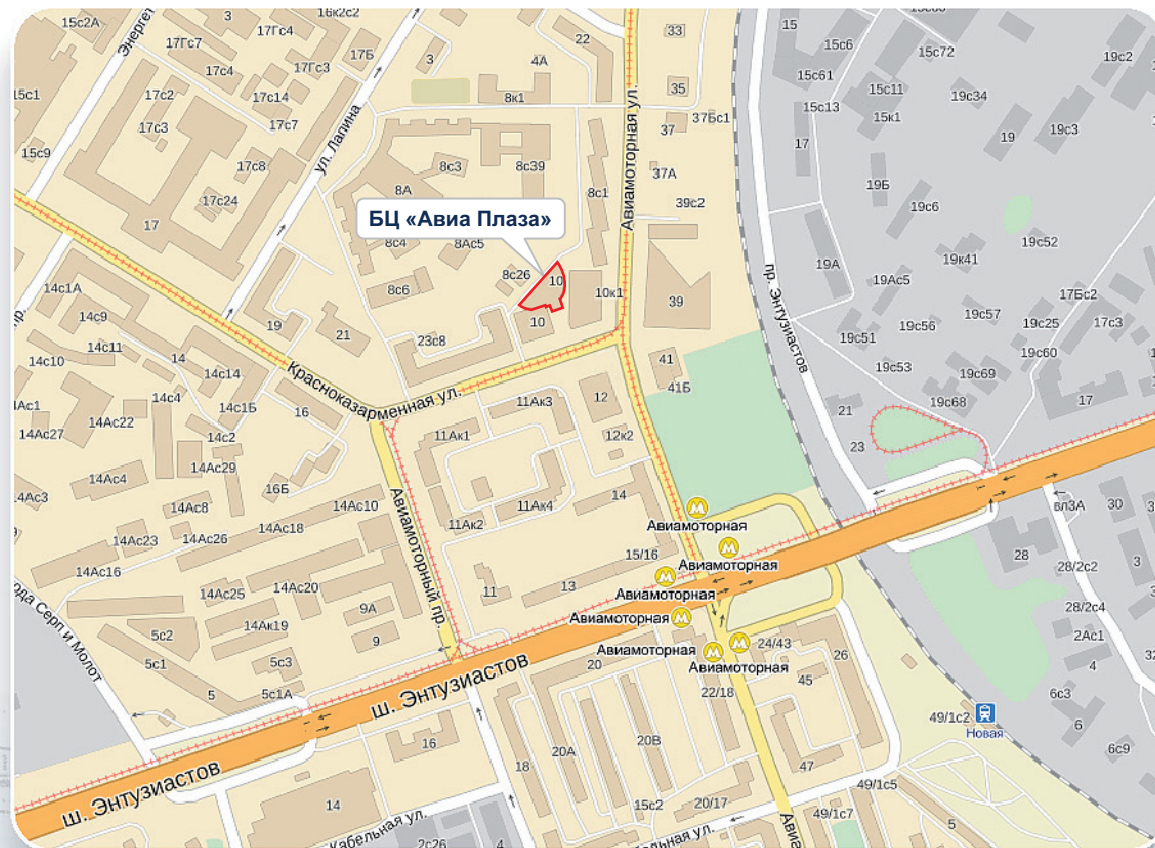 15с2А
Энергет
3
16к2с2
17Гс7
17Гс4
17Б
3
22
4А
33
15
15с6
15с72
19с2
15с1
17с2
17с4
17Гс3
17с14
8к1
35
15с61
15с11
19с34
17с3
17с7
ул. Лапина
Авиамоторная ул.
37Бс1
15с13
15к1
37
19
19с3
15с9
17с8
8с3
8с39
17
37А
17с24
8А
8с1
39с2
19Б
19с6
17
БЦ «Авиа Плаза»
8с4
8Ас5
19с52
8с26
10
19А
19к41
14с1А
8с6
10к1
39
пр. Энтузиастов
19Ас5
17Бс2
14с9
19
21
10
19с57
19с56
19с25
17с3
14с11
14
23с8
19с51
14с10
14с14
41
19с60
19с53
Красноказарменная ул.
41Б
19с69
14с4
14с1Б
16
11Ак3
12
19с68
17
14Ас22
21
14Ас27
14с2
11Ак1
12к2
23
14Ас29
14Ас4
16Б
14
14Ас8
14Ас10
11Ак4
Авиамоторный пр.
11Ак2
Авиамоторная
вл3А
30
14Ас23
14Ас26
14Ас18
15/16
Авиамоторная
28
3
14Ас16
28/2с2
14Ас25
14Ас20
11
13
Авиамоторная
9А
28/2с4
5с2
14Ак19
9
Авиамоторная
24/43
2Ас1
5с1
5с3
Авиамоторная
26
4
5
5с1А
20
Авиамоторная
ш. Энтузиастов
22/18
45
6с3
49/1с2
6
Новая
16
20А
20В
6с9
18
47
ш. Энтузиастов
49/1с5
14
15с2
20/17
49/1с7
5
Кабельная ул.
2с26
4